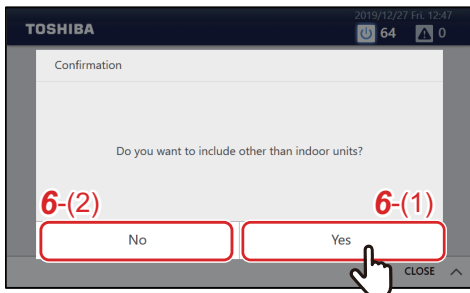 2019/12/27 Fri. 12:47
TOSHIBA
64 0
Confirmation
Do you want to include other than indoor units?
6-(2) 6-(1)
No Yes
CLOSE